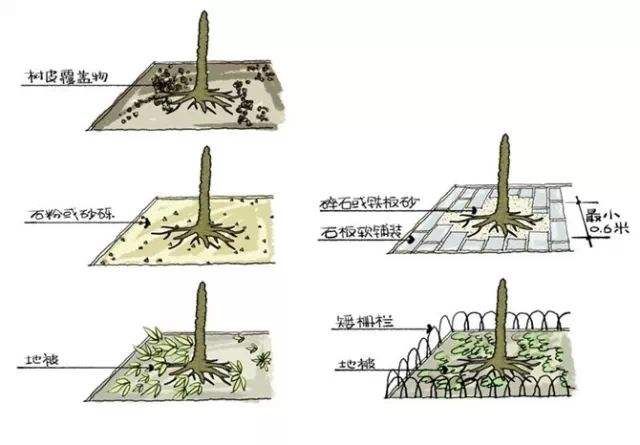 树皮覆盖物
石粉或砂砾
地被
碎石或铁板砂
石板软铺装
最小
0.6米
矮栅栏
地被